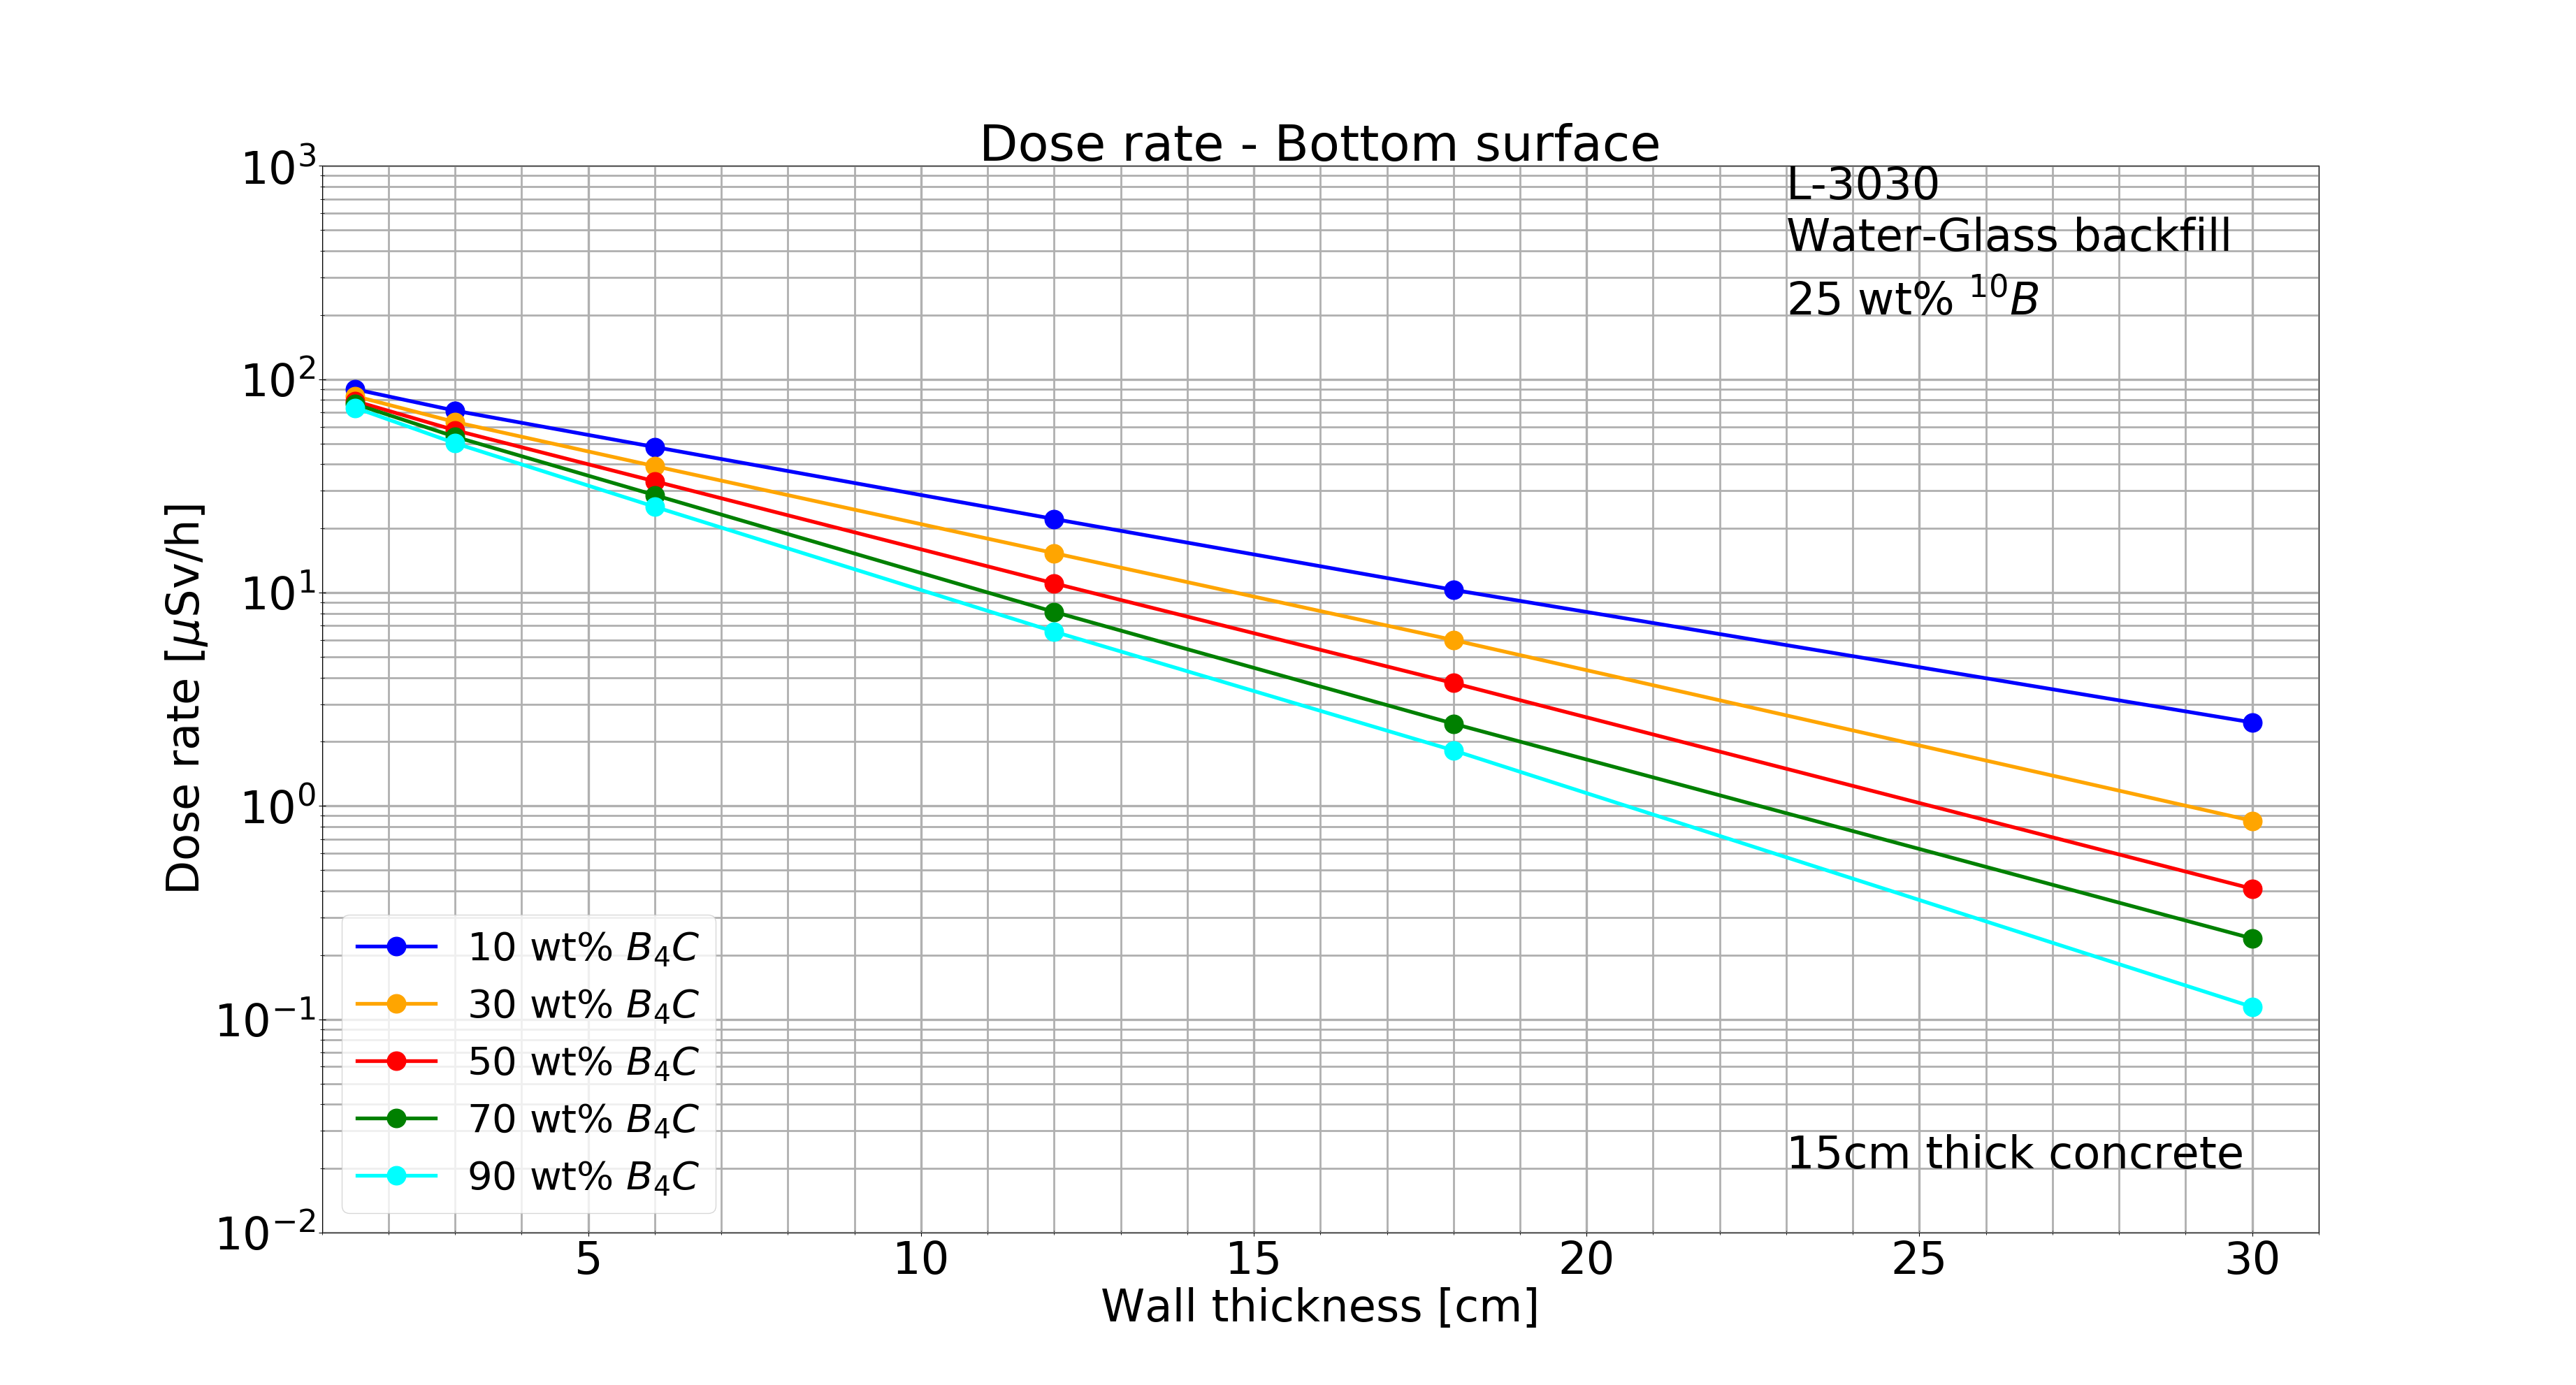 Dose rate - Bottom surface
L-3030
Water-Glass backfill
25 wt% ¹⁰B
10³
10²
10¹
10⁰
10⁻¹
10⁻²
Dose rate [μSv/h]
10 wt% B₄C
30 wt% B₄C
50 wt% B₄C
70 wt% B₄C
90 wt% B₄C
15cm thick concrete
5 10 15 20 25 30
Wall thickness [cm]